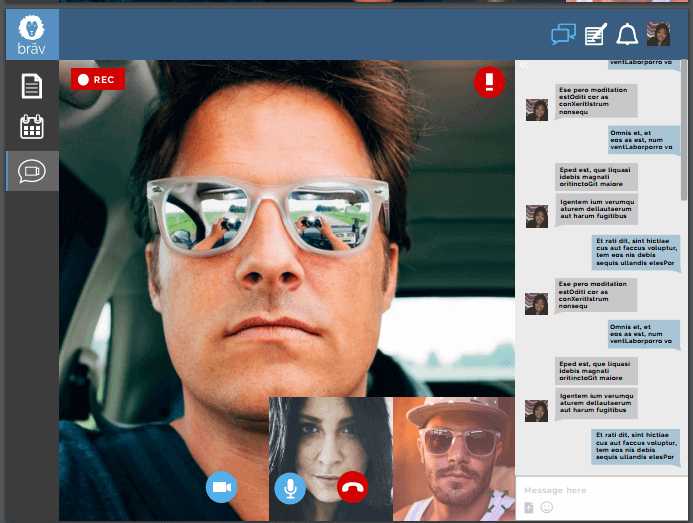 brāv
REC
ventLaborporro vo
Ese pero moditation
estOditi cor as
conXeritIstrum
nonsequ
Omnis et, et
eos as est, num
ventLaborporro vo
Eped est, que liquasi
idebis magnati
oritinctoGit maiore
Igentem ium verumqu
aturem dellautaerum
aut harum fugitibus
Et rati dit, sint hictiae
cus aut faccus voluptur,
tem eos nis debis
sequis ullandis elesPor
Ese pero moditation
estOditi cor as
conXeritIstrum
nonsequ
Omnis et, et
eos as est, num
ventLaborporro vo
Eped est, que liquasi
idebis magnati
oritinctoGit maiore
Igentem ium verumqu
aturem dellautaerum
aut harum fugitibus
Et rati dit, sint hictiae
cus aut faccus voluptur,
tem eos nis debis
sequis ullandis elesPor
Message here